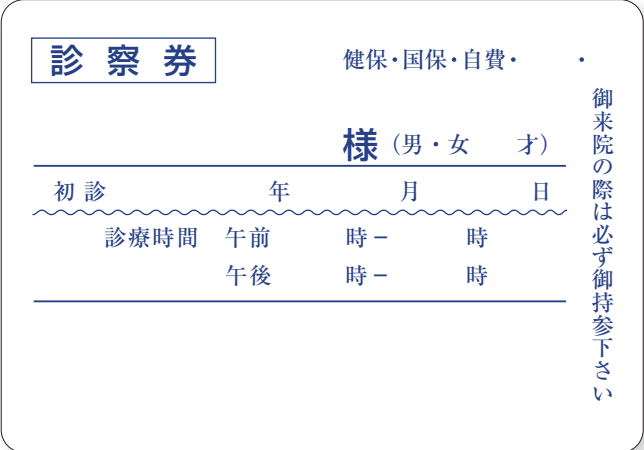 診察券
健保・国保・自費・　　・
様（男・女　　才）
初診　　年　　月　　日
診療時間　午前　　時－　　時
午後　　時－　　時
御来院の際は必ず御持参下さい